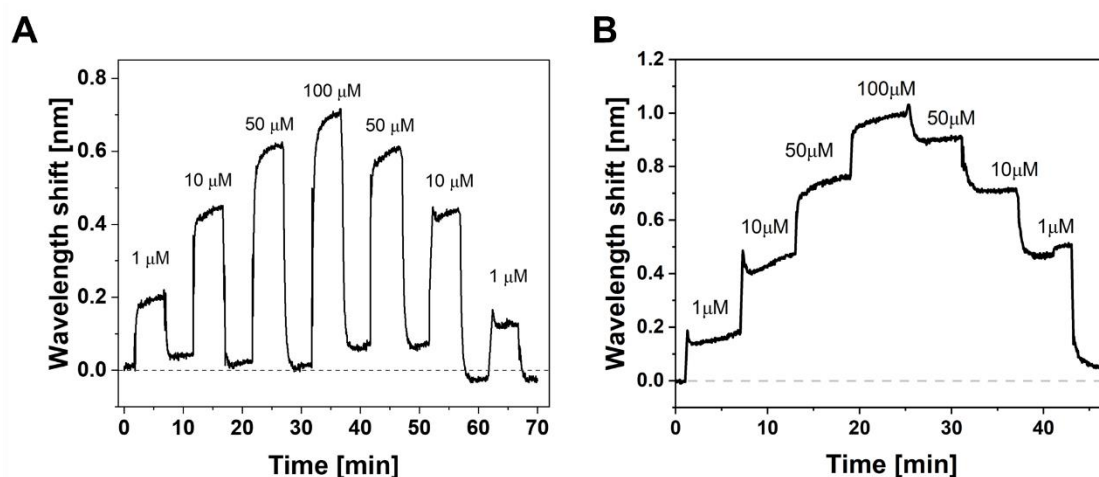 A
B
Wavelength shift [nm]
0.8
0.6
0.4
0.2
0.0
1 μM
10 μM
50 μM
100 μM
50 μM
10 μM
1 μM
0 10 20 30 40 50 60 70
Time [min]
Wavelength shift [nm]
1.2
1.0
0.8
0.6
0.4
0.2
0.0
1μM
10μM
50μM
100μM
50μM
10μM
1μM
0 10 20 30 40
Time [min]